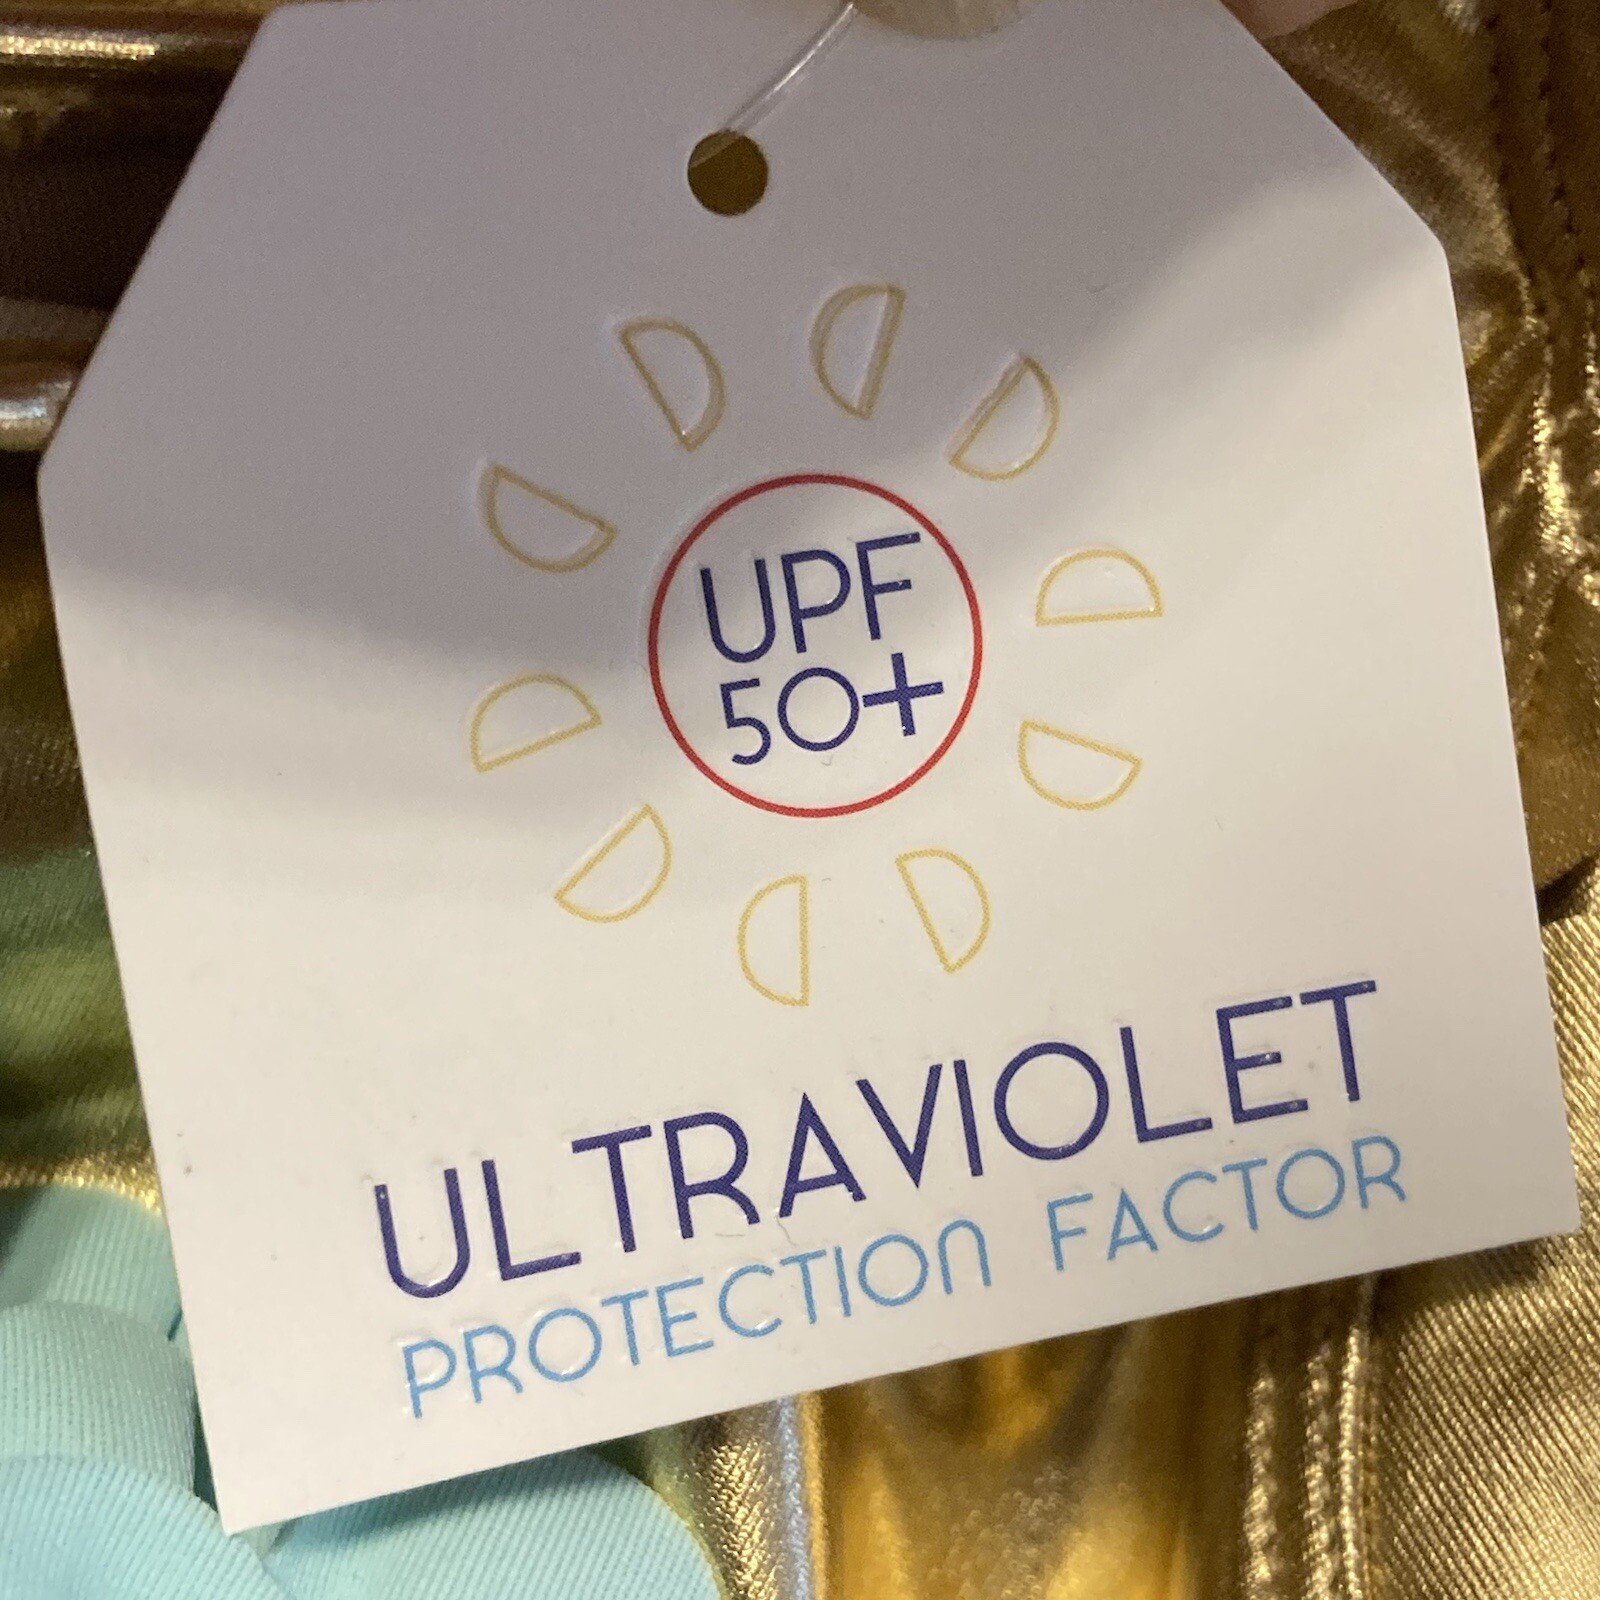 UPF
50+
ULTRAVIOLET
PROTECTION FACTOR